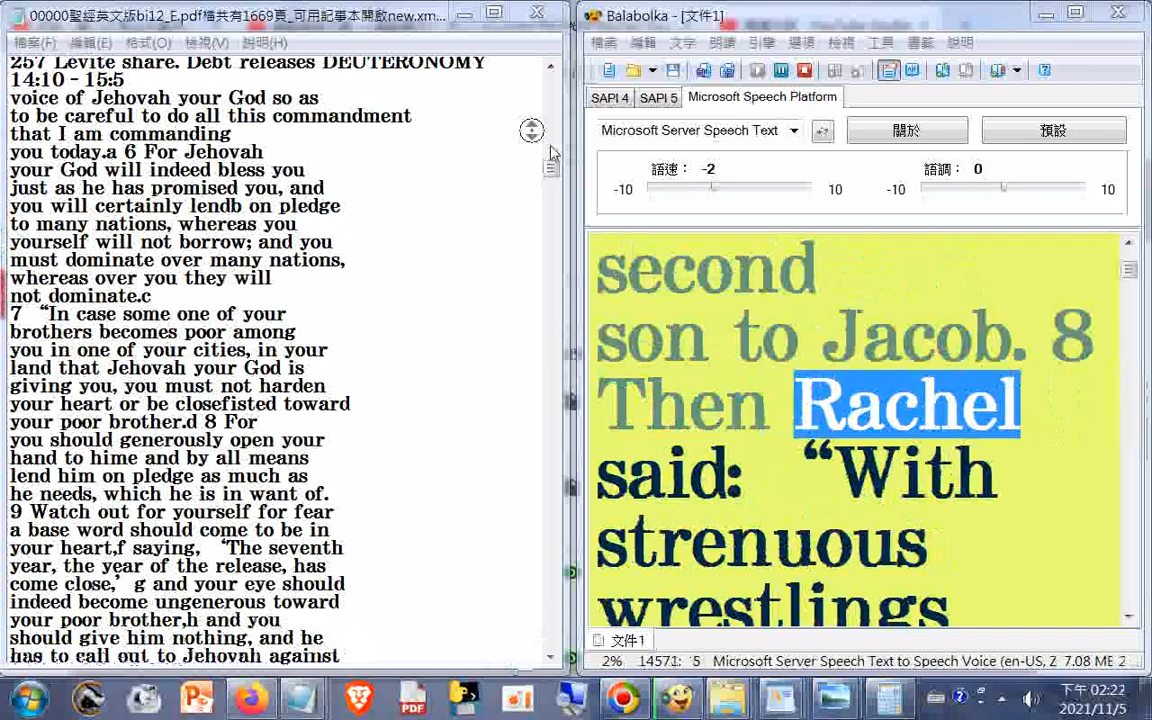 00000聖經英文版bi12_E.pdf檔共有1669頁_可用記事本開啟new.xm...
檔案(F) 編輯(E) 格式(O) 檢視(V) 說明(H)
257 Levite share. Debt releases DEUTERONOMY
14:10 - 15:5
voice of Jehovah your God so as
to be careful to do all this commandment
that I am commanding
you today.a 6 For Jehovah
your God will indeed bless you
just as he has promised you, and
you will certainly lendb on pledge
to many nations, whereas you
yourself will not borrow; and you
must dominate over many nations,
whereas over you they will
not dominate.c
7 “In case some one of your
brothers becomes poor among
you in one of your cities, in your
land that Jehovah your God is
giving you, you must not harden
your heart or be closefisted toward
your poor brother.d 8 For
you should generously open your
hand to hime and by all means
lend him on pledge as much as
he needs, which he is in want of.
9 Watch out for yourself for fear
a base word should come to be in
your heart,f saying, ‘The seventh
year, the year of the release, has
come close,’ g and your eye should
indeed become ungenerous toward
your poor brother,h and you
should give him nothing, and he
has to call out to Jehovah against
Balabolka - [文件1]
檔案 編輯 文字 朗讀 引擎 選項 檢視 工具 書籤 說明
SAPI 4 SAPI 5 Microsoft Speech Platform
Microsoft Server Speech Text 關於 預設
語速： -2 語調： 0
-10 10 -10 10
second
son to Jacob. 8
Then Rachel
said: “With
strenuous
wrestlings
文件1
2% 14571: 5 Microsoft Server Speech Text to Speech Voice (en-US, Z 7.08 MB 2
下午 02:22
2021/11/5